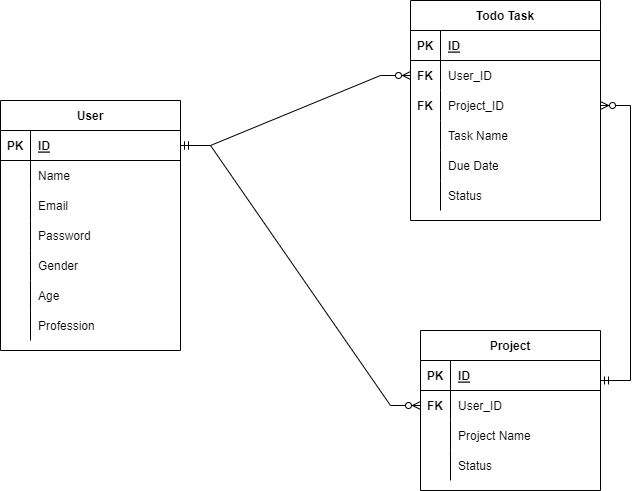 Todo Task
PK ID
FK User_ID
FK Project_ID
Task Name
Due Date
Status
User
PK ID
Name
Email
Password
Gender
Age
Profession
Project
PK ID
FK User_ID
Project Name
Status